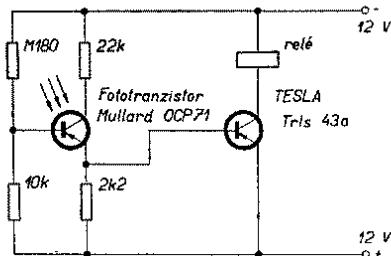 M180
22k
relé
-
12 V
Fototranzistor
Mullard OCP71
TESLA
Tris 43a
10k
2k2
12 V
+